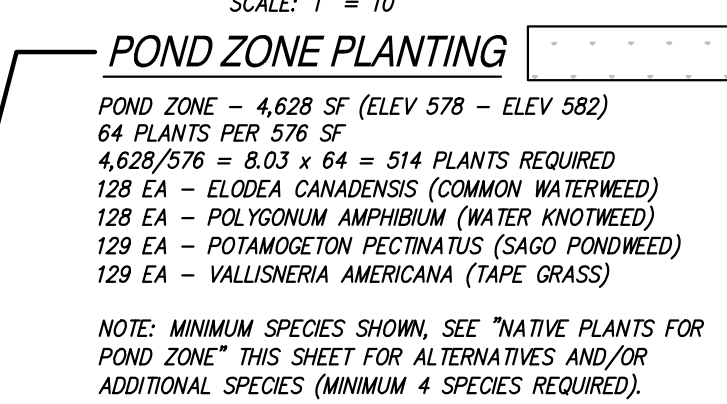 SCALE: 1" = 10
POND ZONE PLANTING
POND ZONE – 4,628 SF (ELEV 578 – ELEV 582)
64 PLANTS PER 576 SF
4,628/576 = 8.03 x 64 = 514 PLANTS REQUIRED
128 EA – ELODEA CANADENSIS (COMMON WATERWEED)
128 EA – POLYGONUM AMPHIBIUM (WATER KNOTWEED)
129 EA – POTAMOGETON PECTINATUS (SAGO PONDWEED)
129 EA – VALLISNERIA AMERICANA (TAPE GRASS)
NOTE: MINIMUM SPECIES SHOWN, SEE "NATIVE PLANTS FOR
POND ZONE" THIS SHEET FOR ALTERNATIVES AND/OR
ADDITIONAL SPECIES (MINIMUM 4 SPECIES REQUIRED).